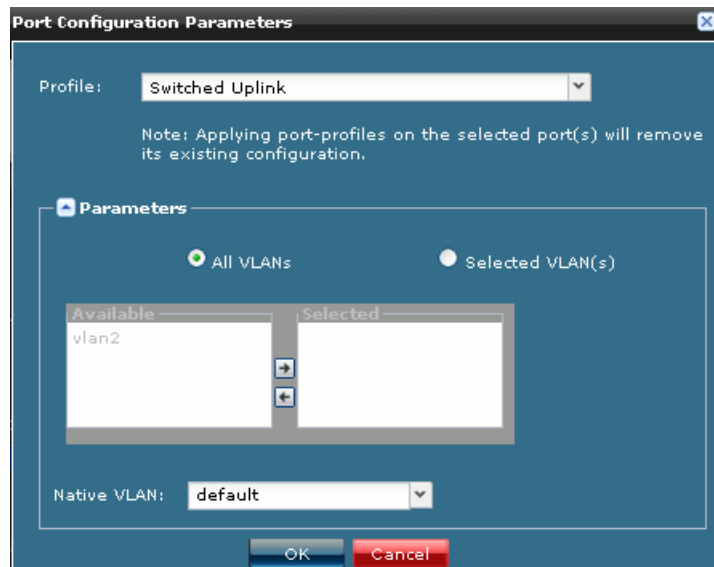 Port Configuration Parameters
Profile: Switched Uplink
Note: Applying port-profiles on the selected port(s) will remove
its existing configuration.
Parameters
All VLANs Selected VLAN(s)
Available Selected
vlan2
Native VLAN: default
OK Cancel